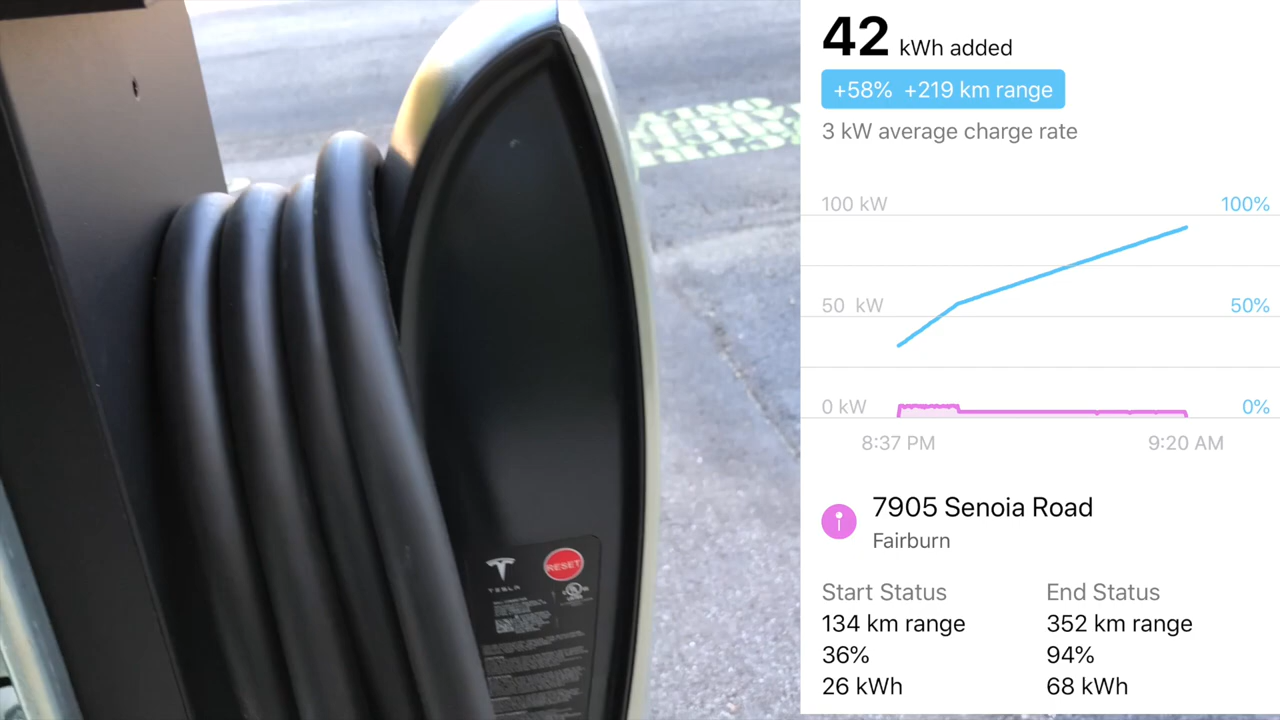 TESLA
RESET
42 kWh added
+58% +219 km range
3 kW average charge rate
100 kW 100%
50 kW 50%
0 kW 0%
8:37 PM 9:20 AM
7905 Senoia Road
Fairburn
Start Status End Status
134 km range 352 km range
36% 94%
26 kWh 68 kWh